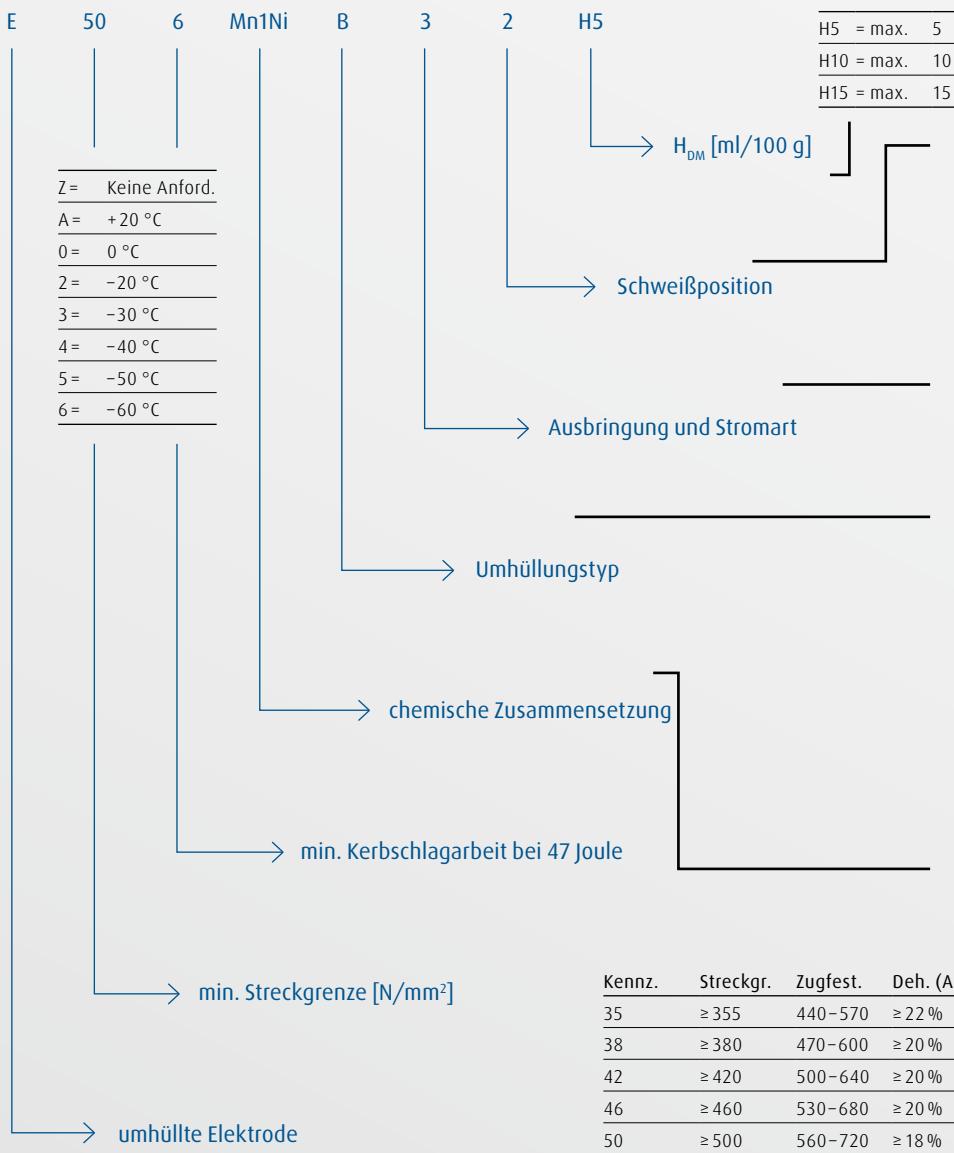 E 50 6 Mn1Ni B 3 2 H5
H5 = max. 5
H10 = max. 10
H15 = max. 15
H_DM [ml/100 g]
Z = Keine Anford.
A = +20 °C
0 = 0 °C
2 = −20 °C
3 = −30 °C
4 = −40 °C
5 = −50 °C
6 = −60 °C
Schweißposition
Ausbringung und Stromart
Umhüllungstyp
chemische Zusammensetzung
min. Kerbschlagarbeit bei 47 Joule
min. Streckgrenze [N/mm²]
Kennz. Streckgr. Zugfest. Deh. (A
35 ≥ 355 440–570 ≥ 22 %
38 ≥ 380 470–600 ≥ 20 %
42 ≥ 420 500–640 ≥ 20 %
46 ≥ 460 530–680 ≥ 20 %
50 ≥ 500 560–720 ≥ 18 %
umhüllte Elektrode